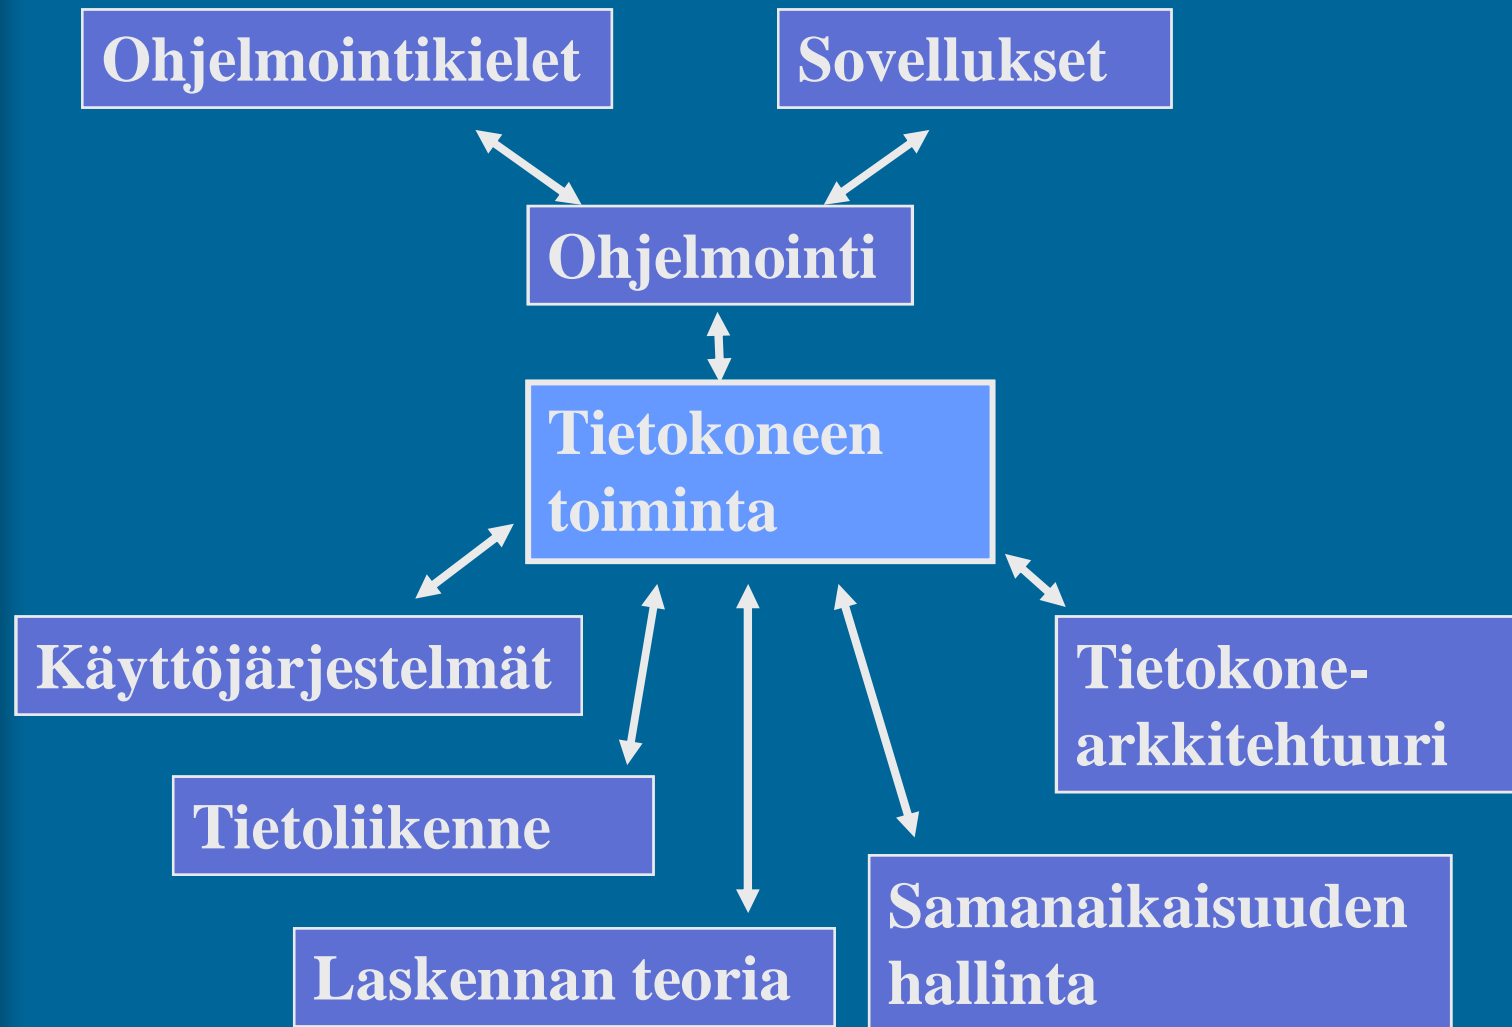 Ohjelmointikielet
Sovellukset
Ohjelmointi
Tietokoneen
toiminta
Käyttöjärjestelmät
Tietokone-
arkkitehtuuri
Tietoliikenne
Samanaikaisuuden
hallinta
Laskennan teoria